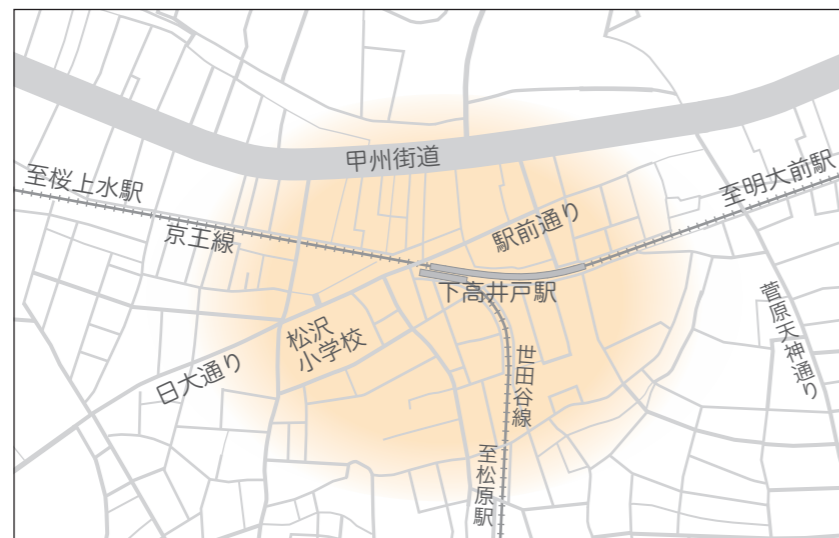 甲州街道
至桜上水駅
至明大前駅
京王線
駅前通り
下高井戸駅
菅原天神通り
松沢
小学校
日大通り
世田谷線
至松原駅